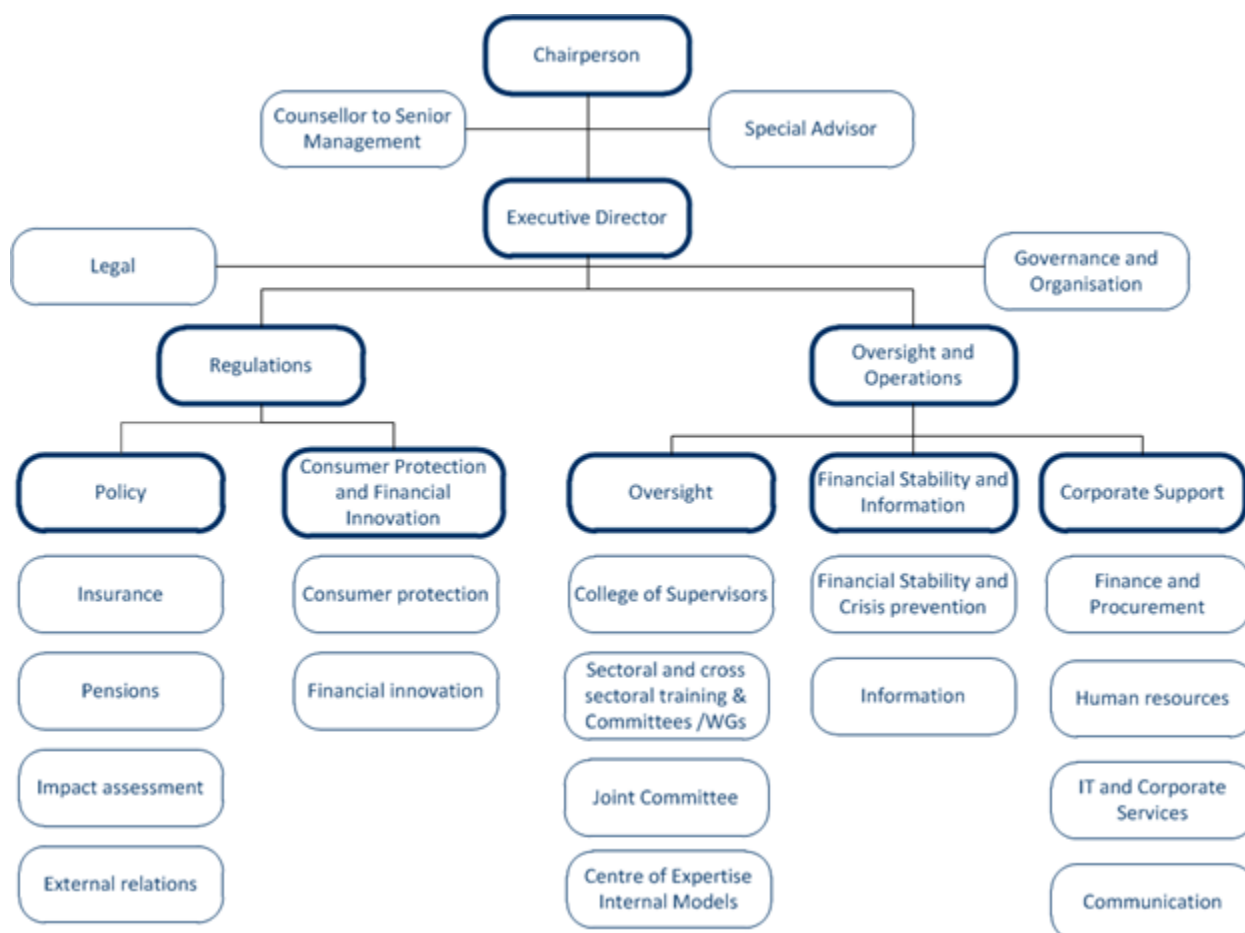 Chairperson
Counsellor to Senior
Management
Special Advisor
Executive Director
Legal
Governance and
Organisation
Regulations
Oversight and
Operations
Policy
Consumer Protection
and Financial
Innovation
Oversight
Financial Stability and
Information
Corporate Support
Insurance
Consumer protection
College of Supervisors
Financial Stability and
Crisis prevention
Finance and
Procurement
Pensions
Financial innovation
Sectoral and cross
sectoral training &
Committees /WGs
Information
Human resources
Impact assessment
Joint Committee
IT and Corporate
Services
External relations
Centre of Expertise
Internal Models
Communication